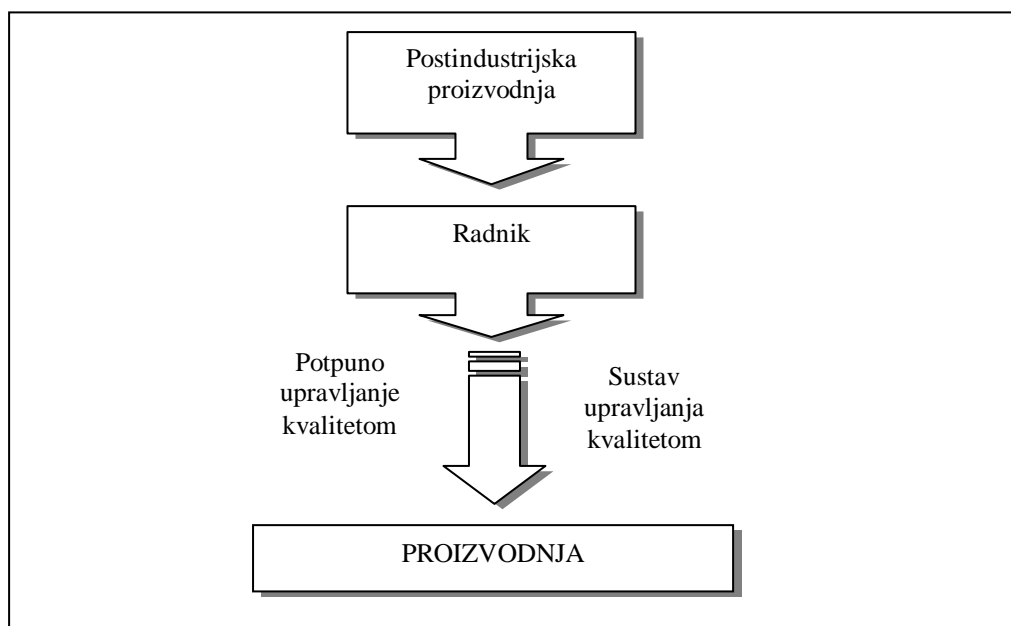 Postindustrijska
proizvodnja
Radnik
Potpuno
upravljanje
kvalitetom
Sustav
upravljanja
kvalitetom
PROIZVODNJA